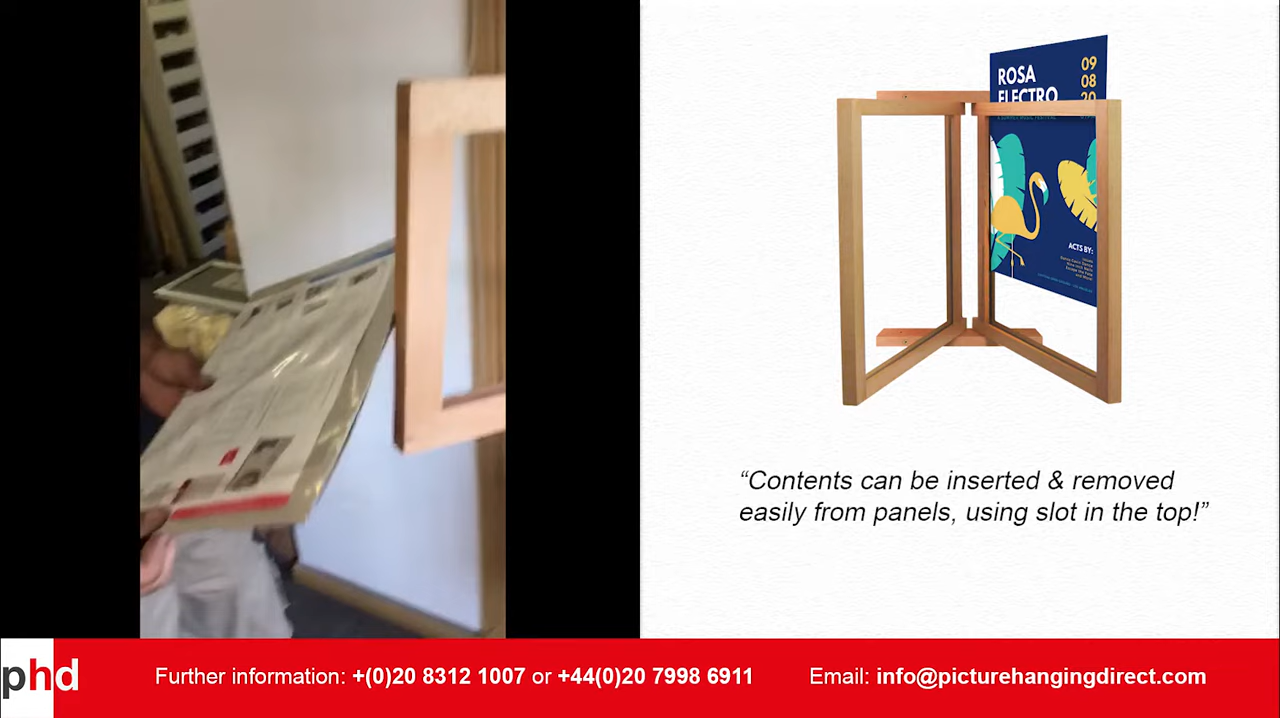 ROSA
ELECTRO
09
08
20
ACTS BY:
“Contents can be inserted & removed
easily from panels, using slot in the top!”
phd
Further information: +(0)20 8312 1007 or +44(0)20 7998 6911
Email: info@picturehangingdirect.com